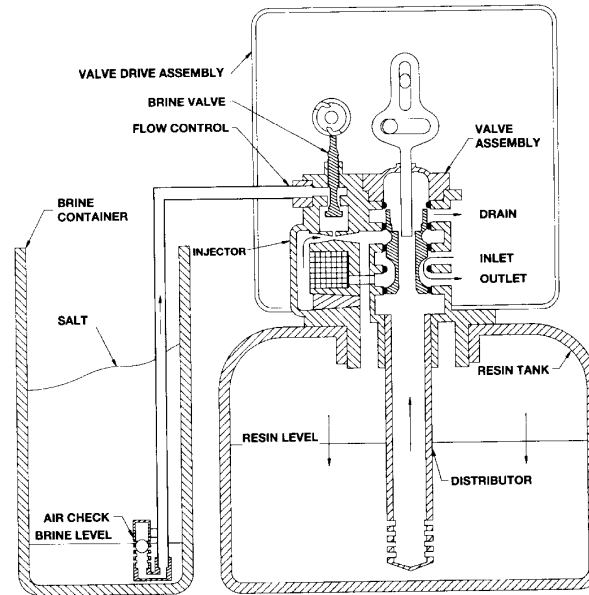 VALVE DRIVE ASSEMBLY
BRINE VALVE
FLOW CONTROL
VALVE
ASSEMBLY
BRINE
CONTAINER
DRAIN
INJECTOR
INLET
OUTLET
SALT
RESIN TANK
RESIN LEVEL
DISTRIBUTOR
AIR CHECK
BRINE LEVEL